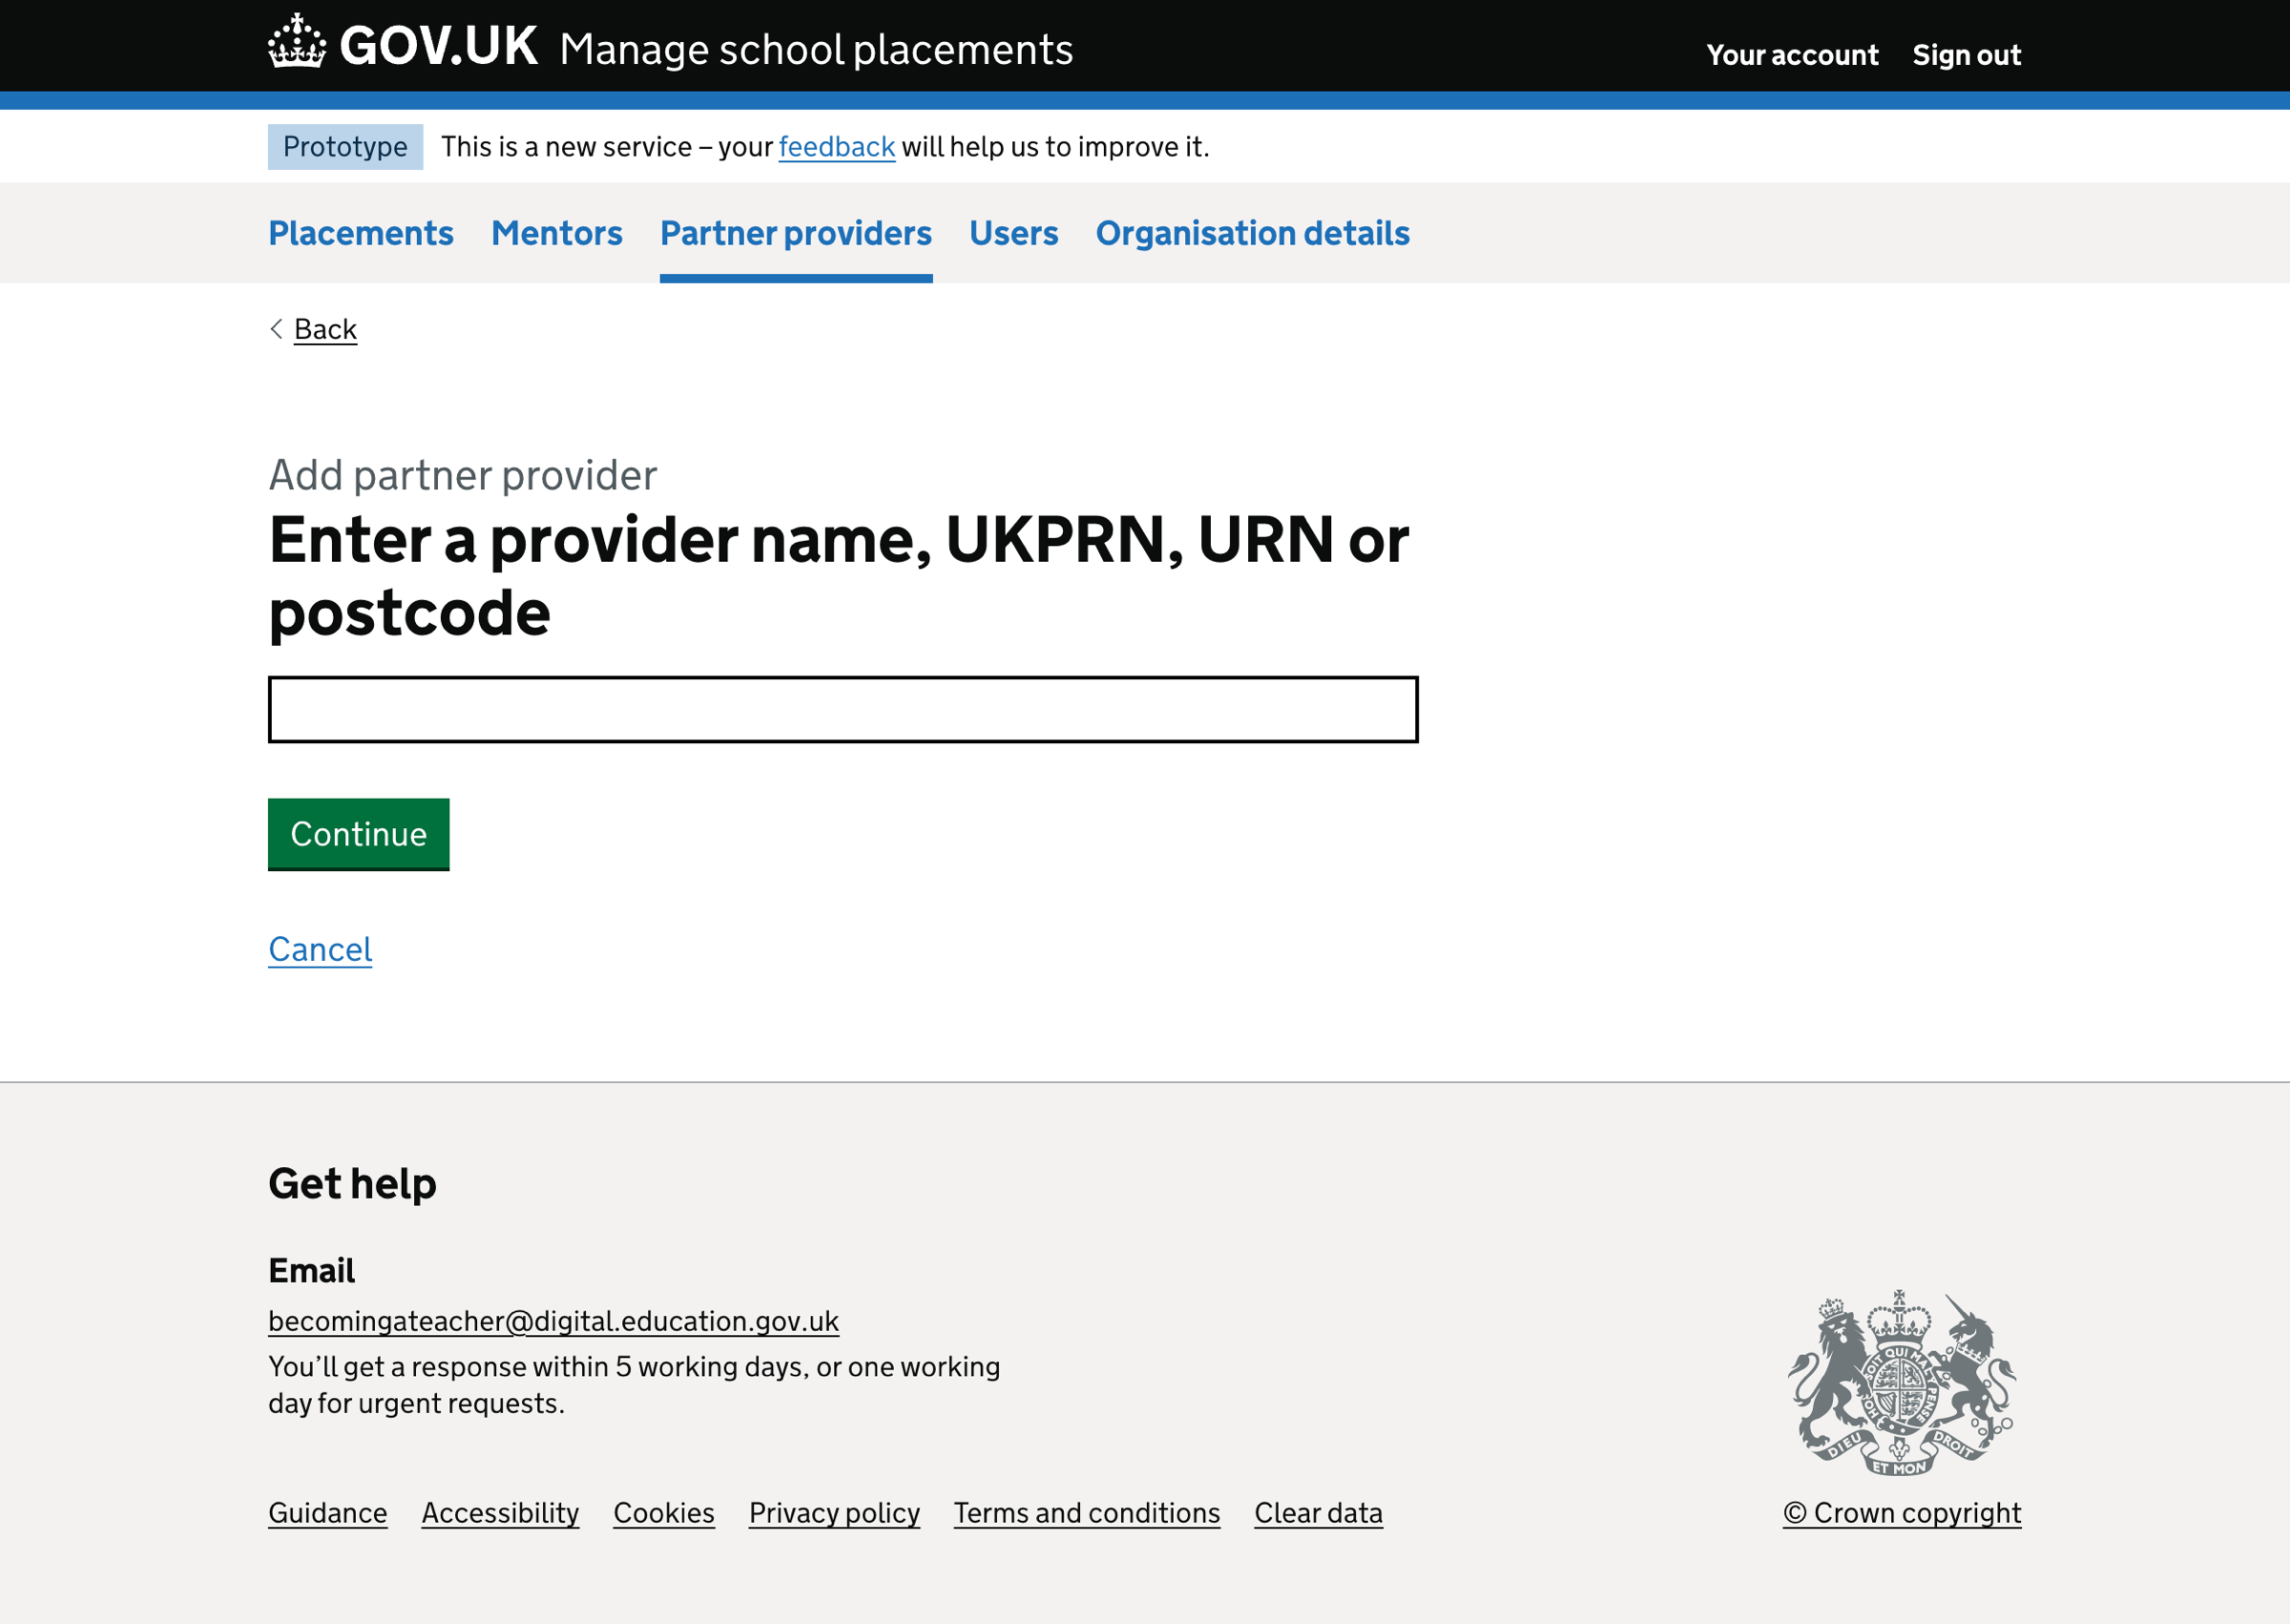 GOV.UK Manage school placements
Your account Sign out
Prototype This is a new service – your feedback will help us to improve it.
Placements Mentors Partner providers Users Organisation details
Back
Add partner provider
Enter a provider name, UKPRN, URN or
postcode
Continue
Cancel
Get help
Email
becomingateacher@digital.education.gov.uk
You’ll get a response within 5 working days, or one working
day for urgent requests.
DIEU ET MON DROIT
Guidance Accessibility Cookies Privacy policy Terms and conditions Clear data
© Crown copyright